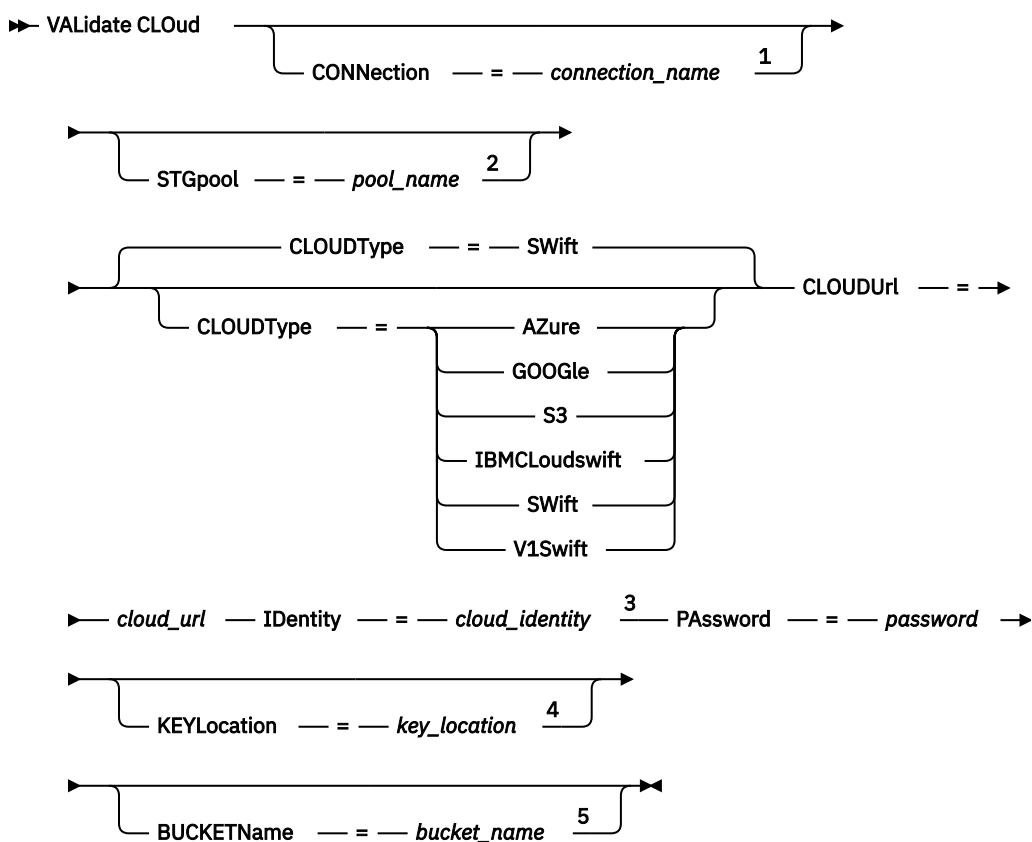 VALidate CLOud
CONNection = connection_name 1
STGpool = pool_name 2
CLOUDType = SWift
CLOUDUrl =
CLOUDType = AZure
GOOGle
S3
IBMCLoudswift
SWift
V1Swift
cloud_url IDentity = cloud_identity 3 PAssword = password
KEYLocation = key_location 4
BUCKETName = bucket_name 5